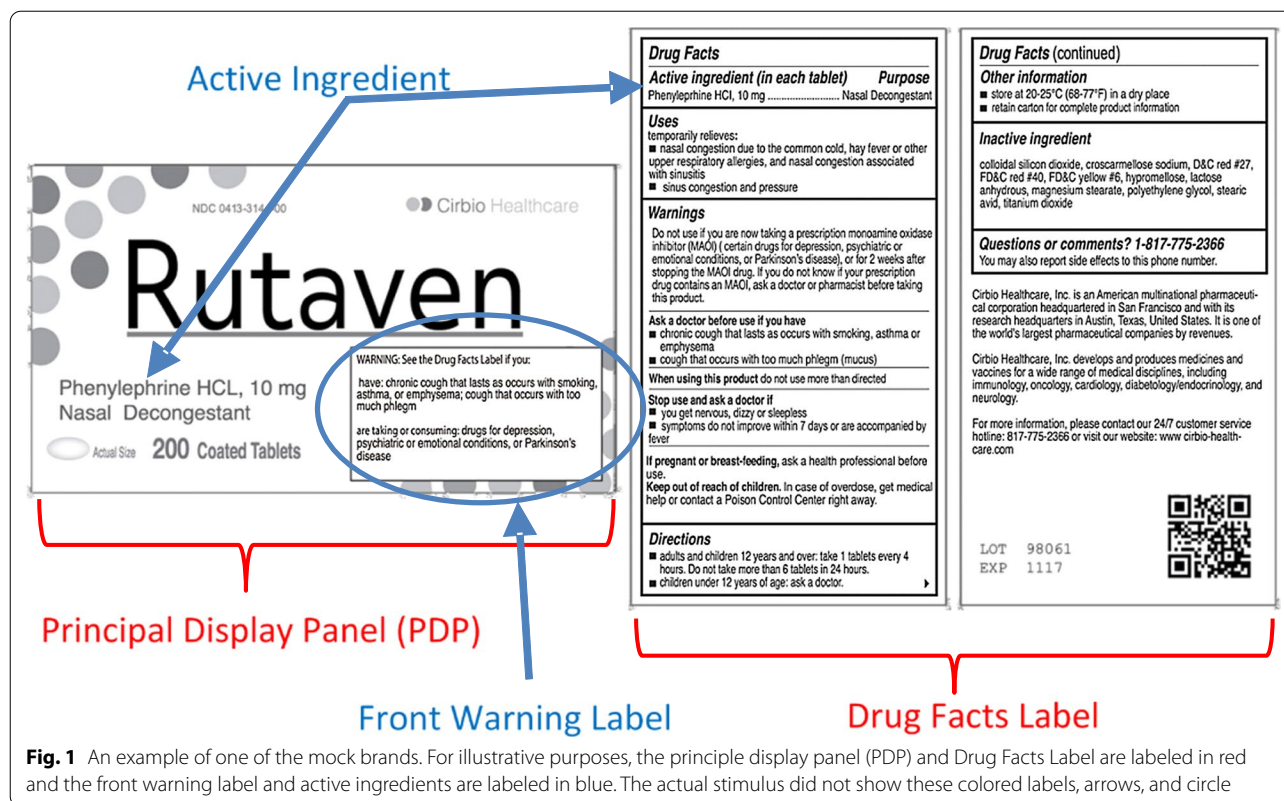 Active Ingredient
NDC 0413-314 00
Cirbio Healthcare
Rutaven
Phenylephrine HCL, 10 mg
Nasal Decongestant
Actual Size 200 Coated Tablets
WARNING: See the Drug Facts Label if you:
have: chronic cough that lasts as occurs with smoking,
asthma, or emphysema; cough that occurs with too
much phlegm
are taking or consuming: drugs for depression,
psychiatric or emotional conditions, or Parkinson's
disease
Principal Display Panel (PDP)
Front Warning Label
Drug Facts
Active ingredient (in each tablet) Purpose
Phenyleprhine HCl, 10 mg .......................... Nasal Decongestant
Uses
temporarily relieves:
■ nasal congestion due to the common cold, hay fever or other
upper respiratory allergies, and nasal congestion associated
with sinusitis
■ sinus congestion and pressure
Warnings
Do not use if you are now taking a prescription monoamine oxidase
inhibitor (MAOI) ( certain drugs for depression, psychiatric or
emotional conditions, or Parkinson's disease), or for 2 weeks after
stopping the MAOI drug. If you do not know if your prescription
drug contains an MAOI, ask a doctor or pharmacist before taking
this product.
Ask a doctor before use if you have
■ chronic cough that lasts as occurs with smoking, asthma or
emphysema
■ cough that occurs with too much phlegm (mucus)
When using this product do not use more than directed
Stop use and ask a doctor if
■ you get nervous, dizzy or sleepless
■ symptoms do not improve within 7 days or are accompanied by
fever
If pregnant or breast-feeding, ask a health professional before
use.
Keep out of reach of children. In case of overdose, get medical
help or contact a Poison Control Center right away.
Directions
■ adults and children 12 years and over: take 1 tablets every 4
hours. Do not take more than 6 tablets in 24 hours.
■ children under 12 years of age: ask a doctor.
Drug Facts (continued)
Other information
■ store at 20-25°C (68-77°F) in a dry place
■ retain carton for complete product information
Inactive ingredient
colloidal silicon dioxide, croscarmellose sodium, D&C red #27,
FD&C red #40, FD&C yellow #6, hypromellose, lactose
anhydrous, magnesium stearate, polyethylene glycol, stearic
avid, titanium dioxide
Questions or comments? 1-817-775-2366
You may also report side effects to this phone number.
Cirbio Healthcare, Inc. is an American multinational pharmaceuti-
cal corporation headquartered in San Francisco and with its
research headquarters in Austin, Texas, United States. It is one of
the world's largest pharmaceutical companies by revenues.
Cirbio Healthcare, Inc. develops and produces medicines and
vaccines for a wide range of medical disciplines, including
immunology, oncology, cardiology, diabetology/endocrinology, and
neurology.
For more information, please contact our 24/7 customer service
hotline: 817-775-2366 or visit our website: www cirbio-health-
care.com
LOT 98061
EXP 1117
Drug Facts Label
Fig. 1 An example of one of the mock brands. For illustrative purposes, the principle display panel (PDP) and Drug Facts Label are labeled in red
and the front warning label and active ingredients are labeled in blue. The actual stimulus did not show these colored labels, arrows, and circle